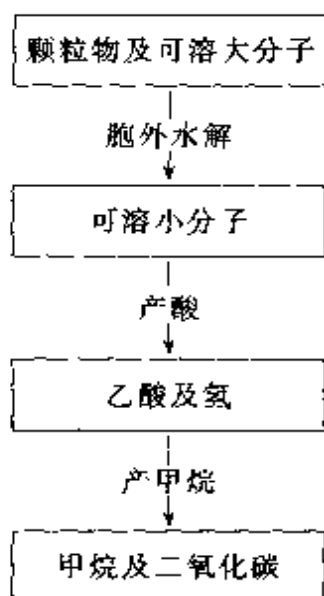 颗粒物及可溶大分子
胞外水解
可溶小分子
产酸
乙酸及氢
产甲烷
甲烷及二氧化碳